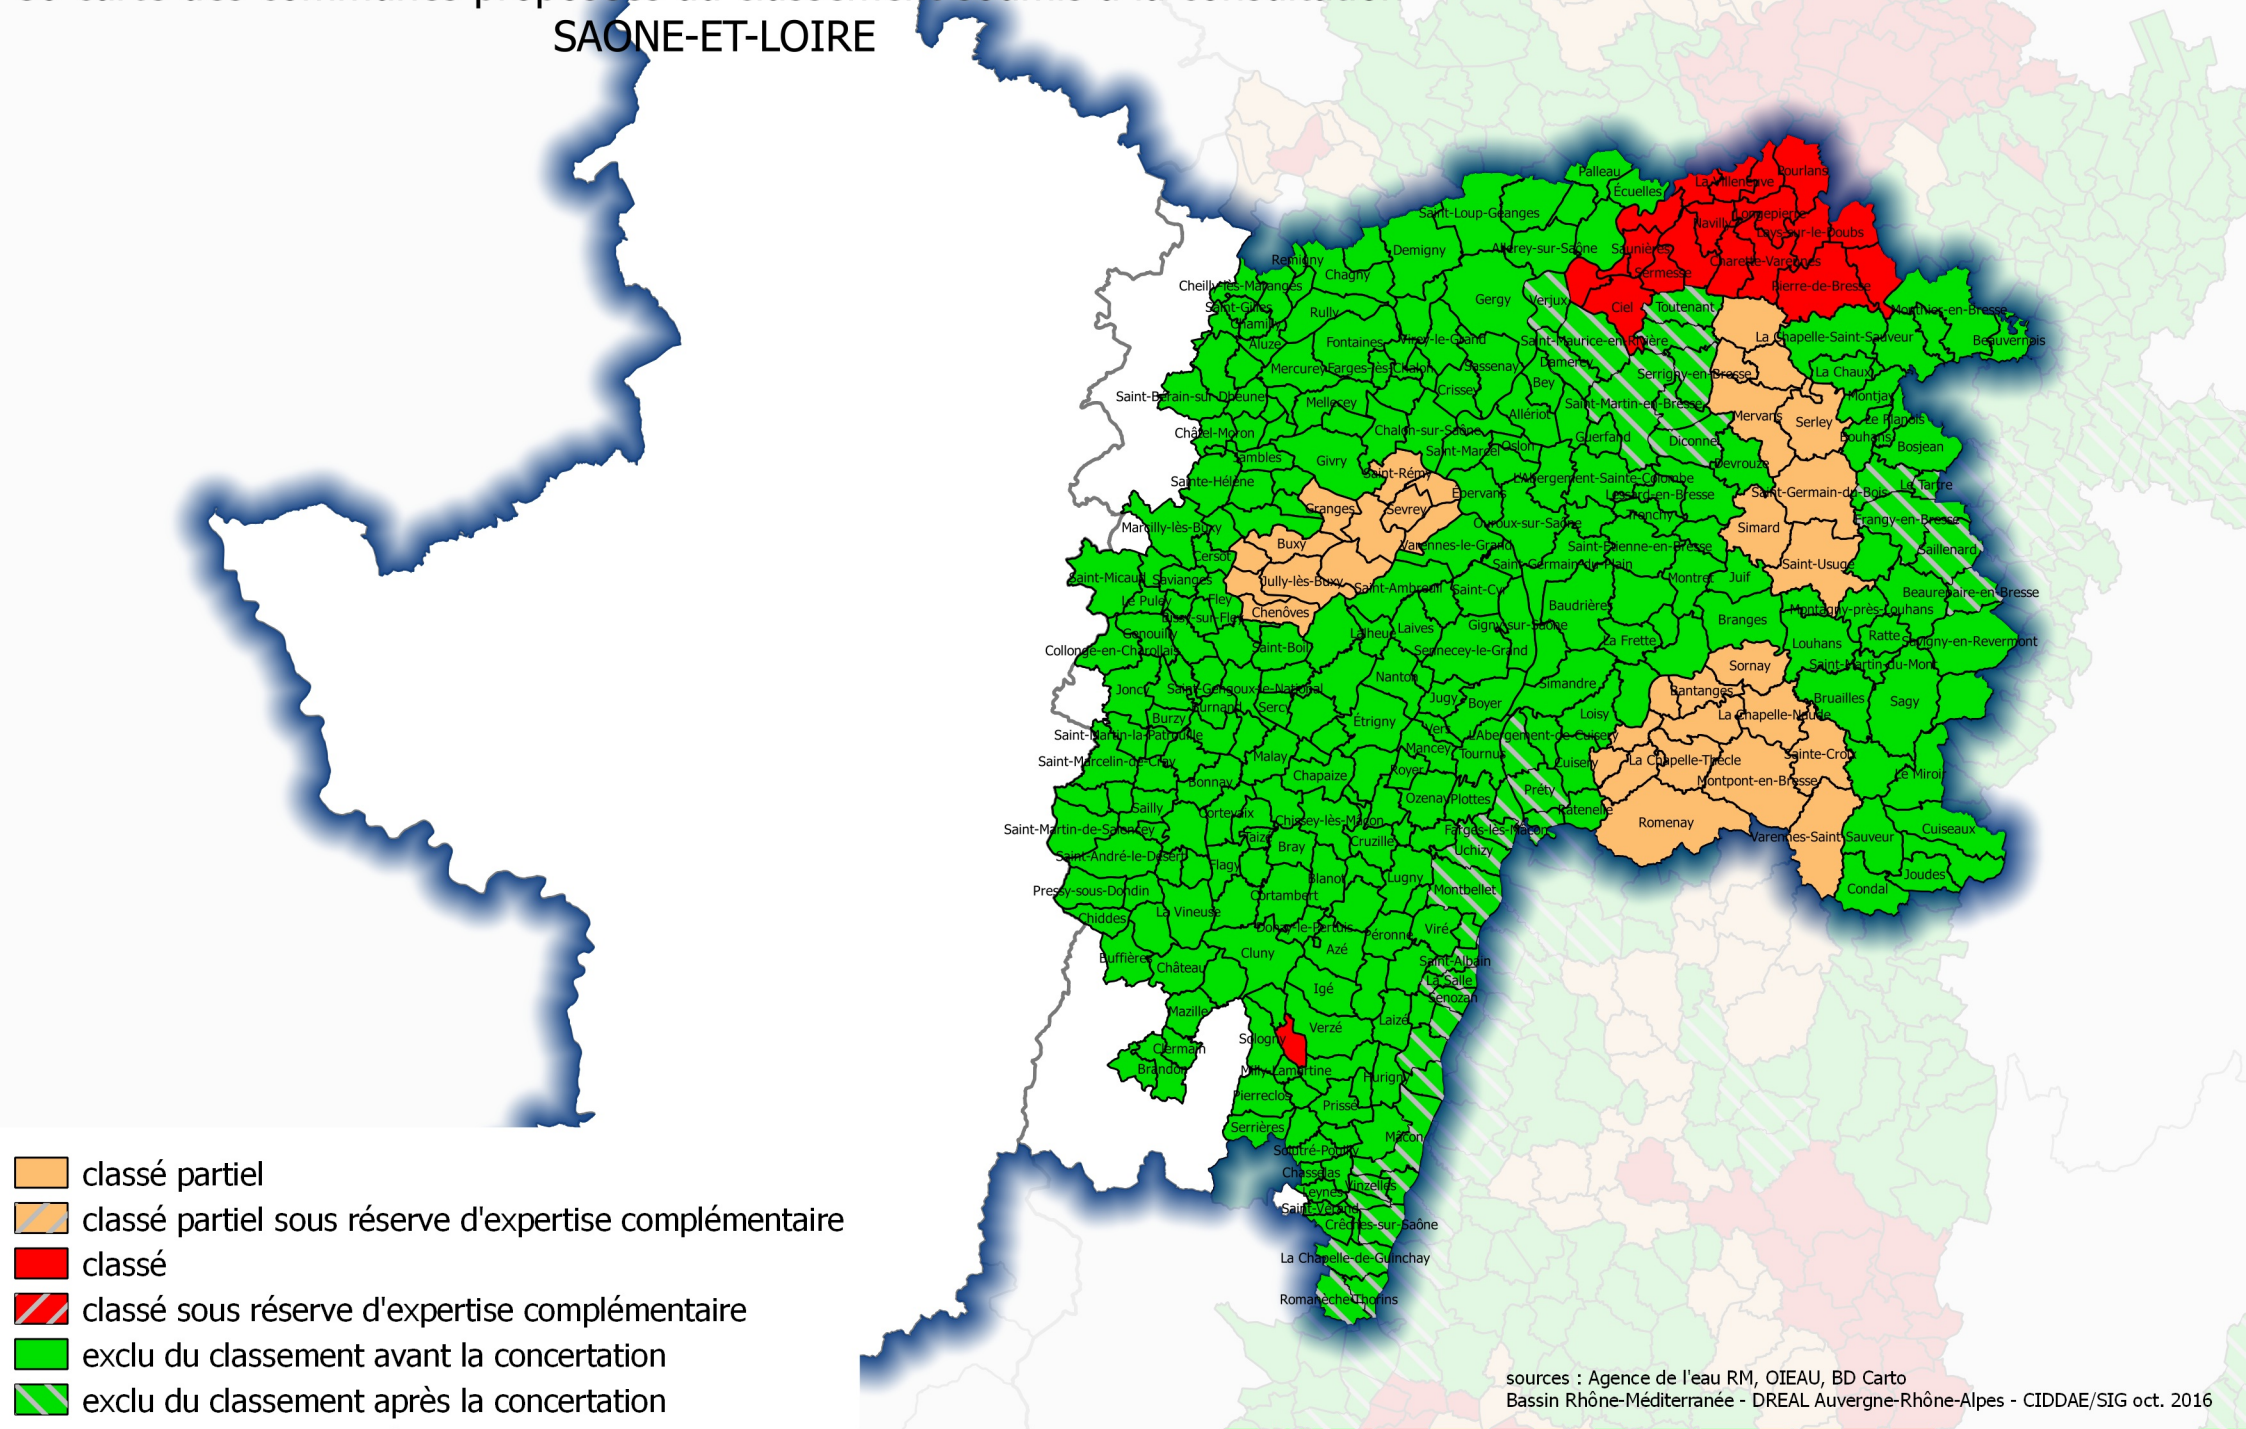 SAONE-ET-LOIRE
Palleau
Pourlans
La Villeneuve
Écuelles
Saint-Loup-Geanges
Longepierre
Navilly
Lays-sur-le-Doubs
Demigny
Allerey-sur-Saône
Saunières
Remigny
Charette-Varennes
Chagny
Sermesse
Cheilly-lès-Maranges
Pierre-de-Bresse
Gergy
Verjux
Saint-Gilles
Ciel
Toutenant
Rully
Monthier-en-Bresse
Chamilly
La Chapelle-Saint-Sauveur
Aluze
Fontaines
Virey-le-Grand
Saint-Maurice-en-Rivière
Beauvernois
Mercurey
Farges-lès-Chalon
Sassenay
Damerey
Serrigny-en-Bresse
La Chaux
Bey
Crissey
Saint-Bérain-sur-Dheune
Mellecey
Saint-Martin-en-Bresse
Montjay
Allériot
Mervans
Serley
Le Planois
Châtel-Moron
Chalon-sur-Saône
Guerfand
Diconne
Bouhans
Bosjean
Jambles
Givry
Saint-Marcel
Oslon
Devrouze
Sainte-Hélène
Saint-Rémy
L'Abergement-Sainte-Colombe
Le Tartre
Épervans
Lessard-en-Bresse
Saint-Germain-du-Bois
Granges
Sevrey
Tronchy
Frangy-en-Bresse
Marcilly-lès-Buxy
Ouroux-sur-Saône
Simard
Buxy
Varennes-le-Grand
Saint-Étienne-en-Bresse
Saillenard
Cersot
Saint-Germain-du-Plain
Saint-Usuge
Saint-Micaud
Savianges
Jully-lès-Buxy
Saint-Ambreuil
Saint-Cyr
Montret
Juif
Beaurepaire-en-Bresse
Le Puley
Fley
Chenôves
Baudrières
Montagny-près-Louhans
Bissy-sur-Fley
Genouilly
Lalheue
Laives
Gigny-sur-Saône
Branges
La Frette
Louhans
Ratte
Savigny-en-Revermont
Collonge-en-Charollais
Saint-Boil
Sennecey-le-Grand
Sornay
Saint-Martin-du-Mont
Nanton
Simandre
Joncy
Saint-Gengoux-le-National
Bantanges
Bruailles
Sagy
Jugy
Boyer
Burnand
Sercy
Loisy
La Chapelle-Naude
Burzy
Étrigny
Vers
Saint-Martin-la-Patrouille
L'Abergement-de-Cuisery
Mancey
Tournus
Sainte-Croix
Saint-Marcelin-de-Cray
Malay
Cuisery
La Chapelle-Thècle
Chapaize
Royer
Le Miroir
Bonnay
Montpont-en-Bresse
Préty
Ozenay
Plottes
Sailly
Cortevaix
Ratenelle
Chissey-lès-Mâcon
Romenay
Saint-Martin-de-Salencey
Farges-lès-Mâcon
Cuiseaux
Taizé
Varennes-Saint-Sauveur
Bray
Cruzille
Uchizy
Saint-André-le-Désert
Flagy
Joudes
Blanot
Lugny
Pressy-sous-Dondin
Cortambert
Montbellet
Condal
Chiddes
La Vineuse
Donzy-le-Pertuis
Péronne
Viré
Cluny
Azé
Buffières
Château
Saint-Albain
La Salle
Igé
Senozan
Mazille
Laizé
Verzé
Sologny
Clermain
Brandon
Milly-Lamartine
Hurigny
Pierreclos
Prissé
Serrières
Mâcon
Solutré-Pouilly
Chasselas
Vinzelles
Leynes
Saint-Vérand
Crêches-sur-Saône
La Chapelle-de-Guinchay
Romanèche-Thorins
classé partiel
classé partiel sous réserve d'expertise complémentaire
classé
classé sous réserve d'expertise complémentaire
exclu du classement avant la concertation
exclu du classement après la concertation
sources : Agence de l'eau RM, OIEAU, BD Carto
Bassin Rhône-Méditerranée - DREAL Auvergne-Rhône-Alpes - CIDDAE/SIG oct. 2016